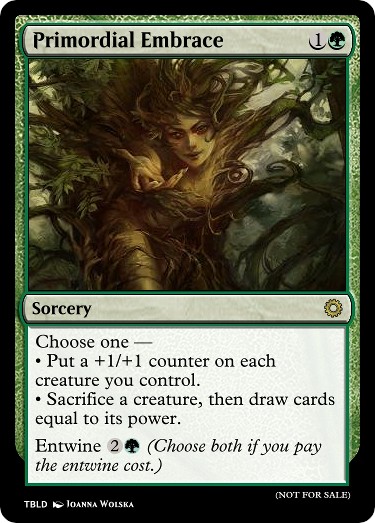 Primordial Embrace 1
Sorcery
Choose one —
• Put a +1/+1 counter on each
creature you control.
• Sacrifice a creature, then draw cards
equal to its power.
Entwine 2 (Choose both if you pay
the entwine cost.)
(NOT FOR SALE)
TBLD Joanna Wolska